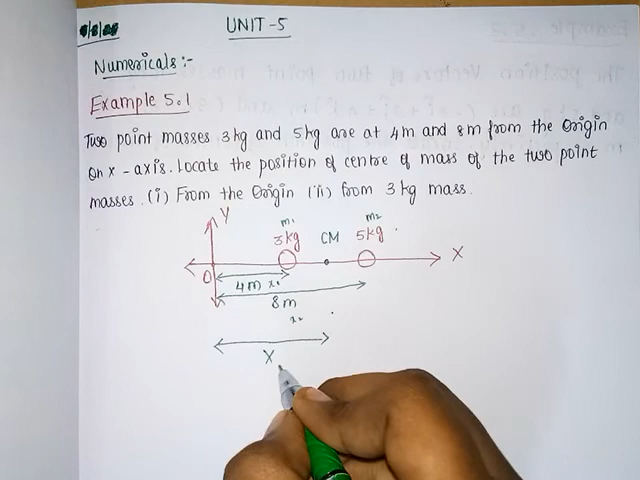 UNIT-5
Numericals:-
Example 5.1
Two point masses 3kg and 5kg are at 4m and 8m from the Origin
On x-axis. Locate the position of centre of mass of the two point
masses. (i) From the Origin (ii) from 3kg mass.
Y
m1 m2
3kg CM 5kg
X
O
4m x1
8m
x2
X